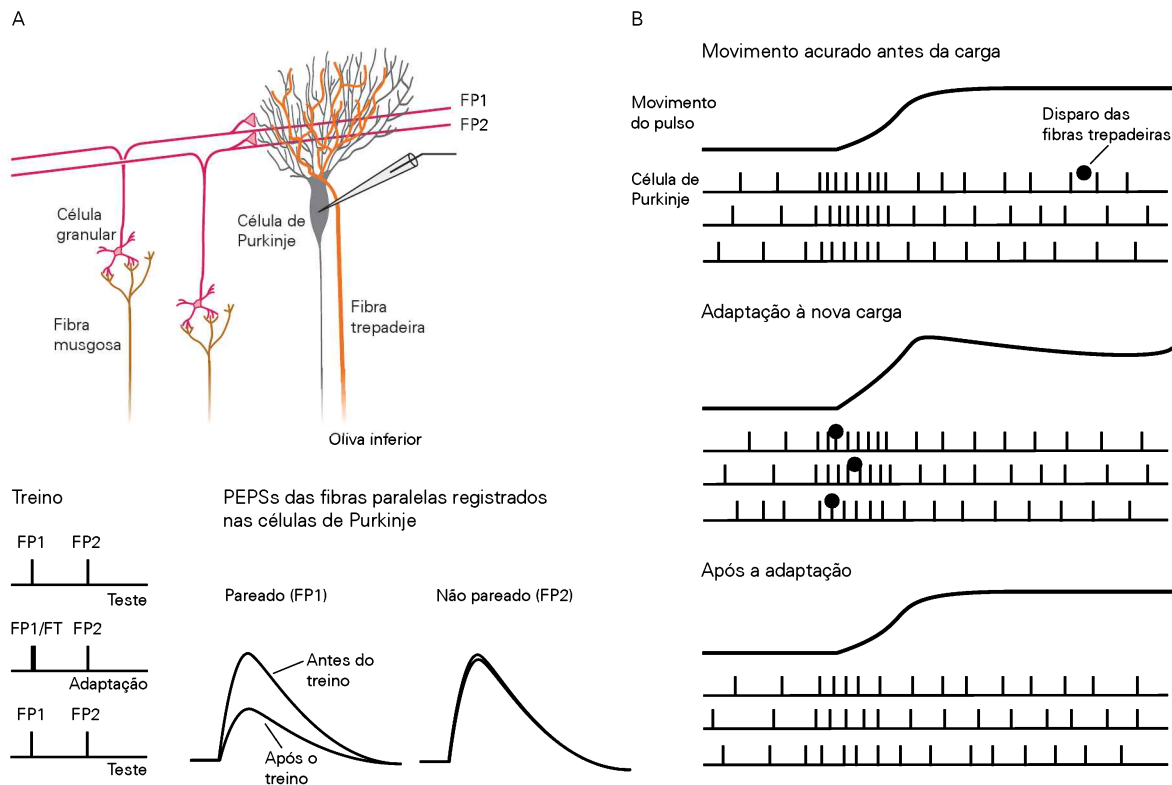 A
FP1
FP2
Célula
granular
Célula de
Purkinje
Fibra
musgosa
Fibra
trepadeira
Oliva inferior
Treino
FP1 FP2
Teste
FP1/FT FP2
Adaptação
FP1 FP2
Teste
PEPSs das fibras paralelas registrados
nas células de Purkinje
Pareado (FP1)
Não pareado (FP2)
Antes do
treino
Após o
treino
B
Movimento acurado antes da carga
Movimento
do pulso
Disparo das
fibras trepadeiras
Célula de
Purkinje
Adaptação à nova carga
Após a adaptação